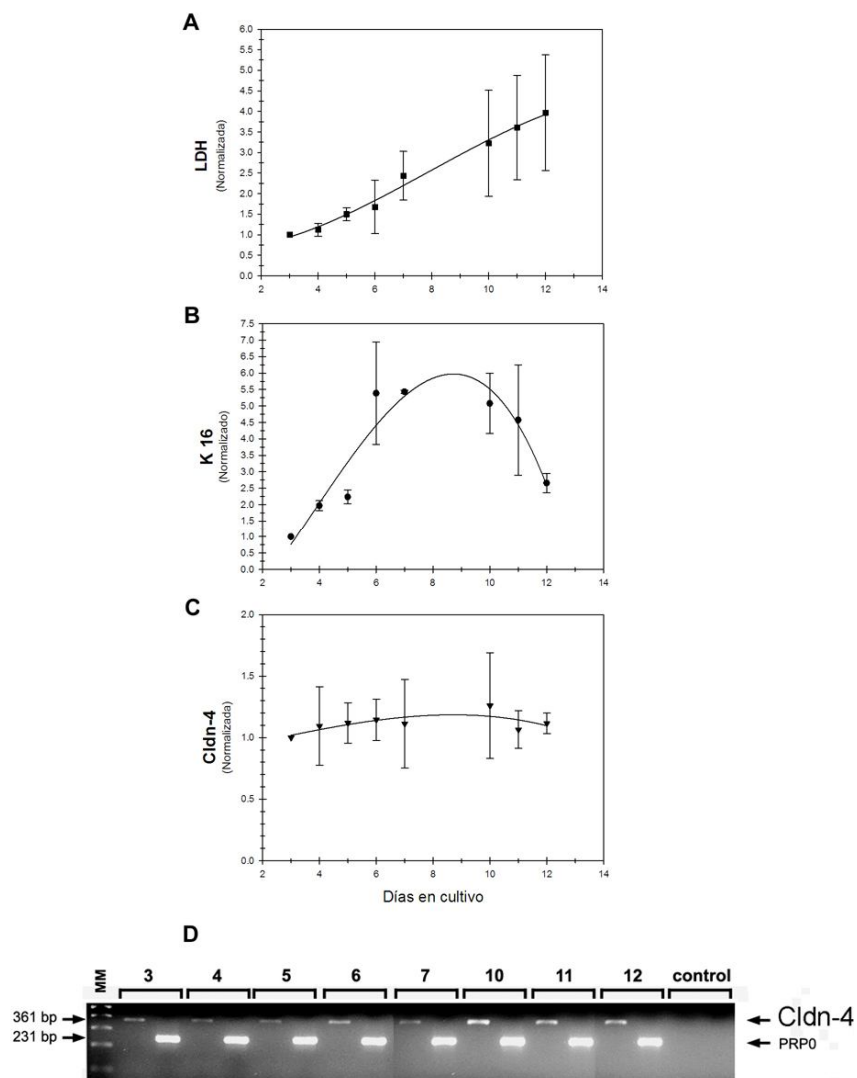 A
6.0
5.5
5.0
4.5
4.0
3.5
3.0
2.5
2.0
1.5
1.0
0.5
0.0
LDH
(Normalizada)
2 4 6 8 10 12 14
B
7.5
7.0
6.5
6.0
5.5
5.0
4.5
4.0
3.5
3.0
2.5
2.0
1.5
1.0
0.5
0.0
K 16
(Normalizado)
2 4 6 8 10 12 14
C
2.0
1.5
1.0
0.5
0.0
Cldn-4
(Normalizada)
2 4 6 8 10 12 14
Días en cultivo
D
MM 3 4 5 6 7 10 11 12 control
361 bp Cldn-4
231 bp PRP0